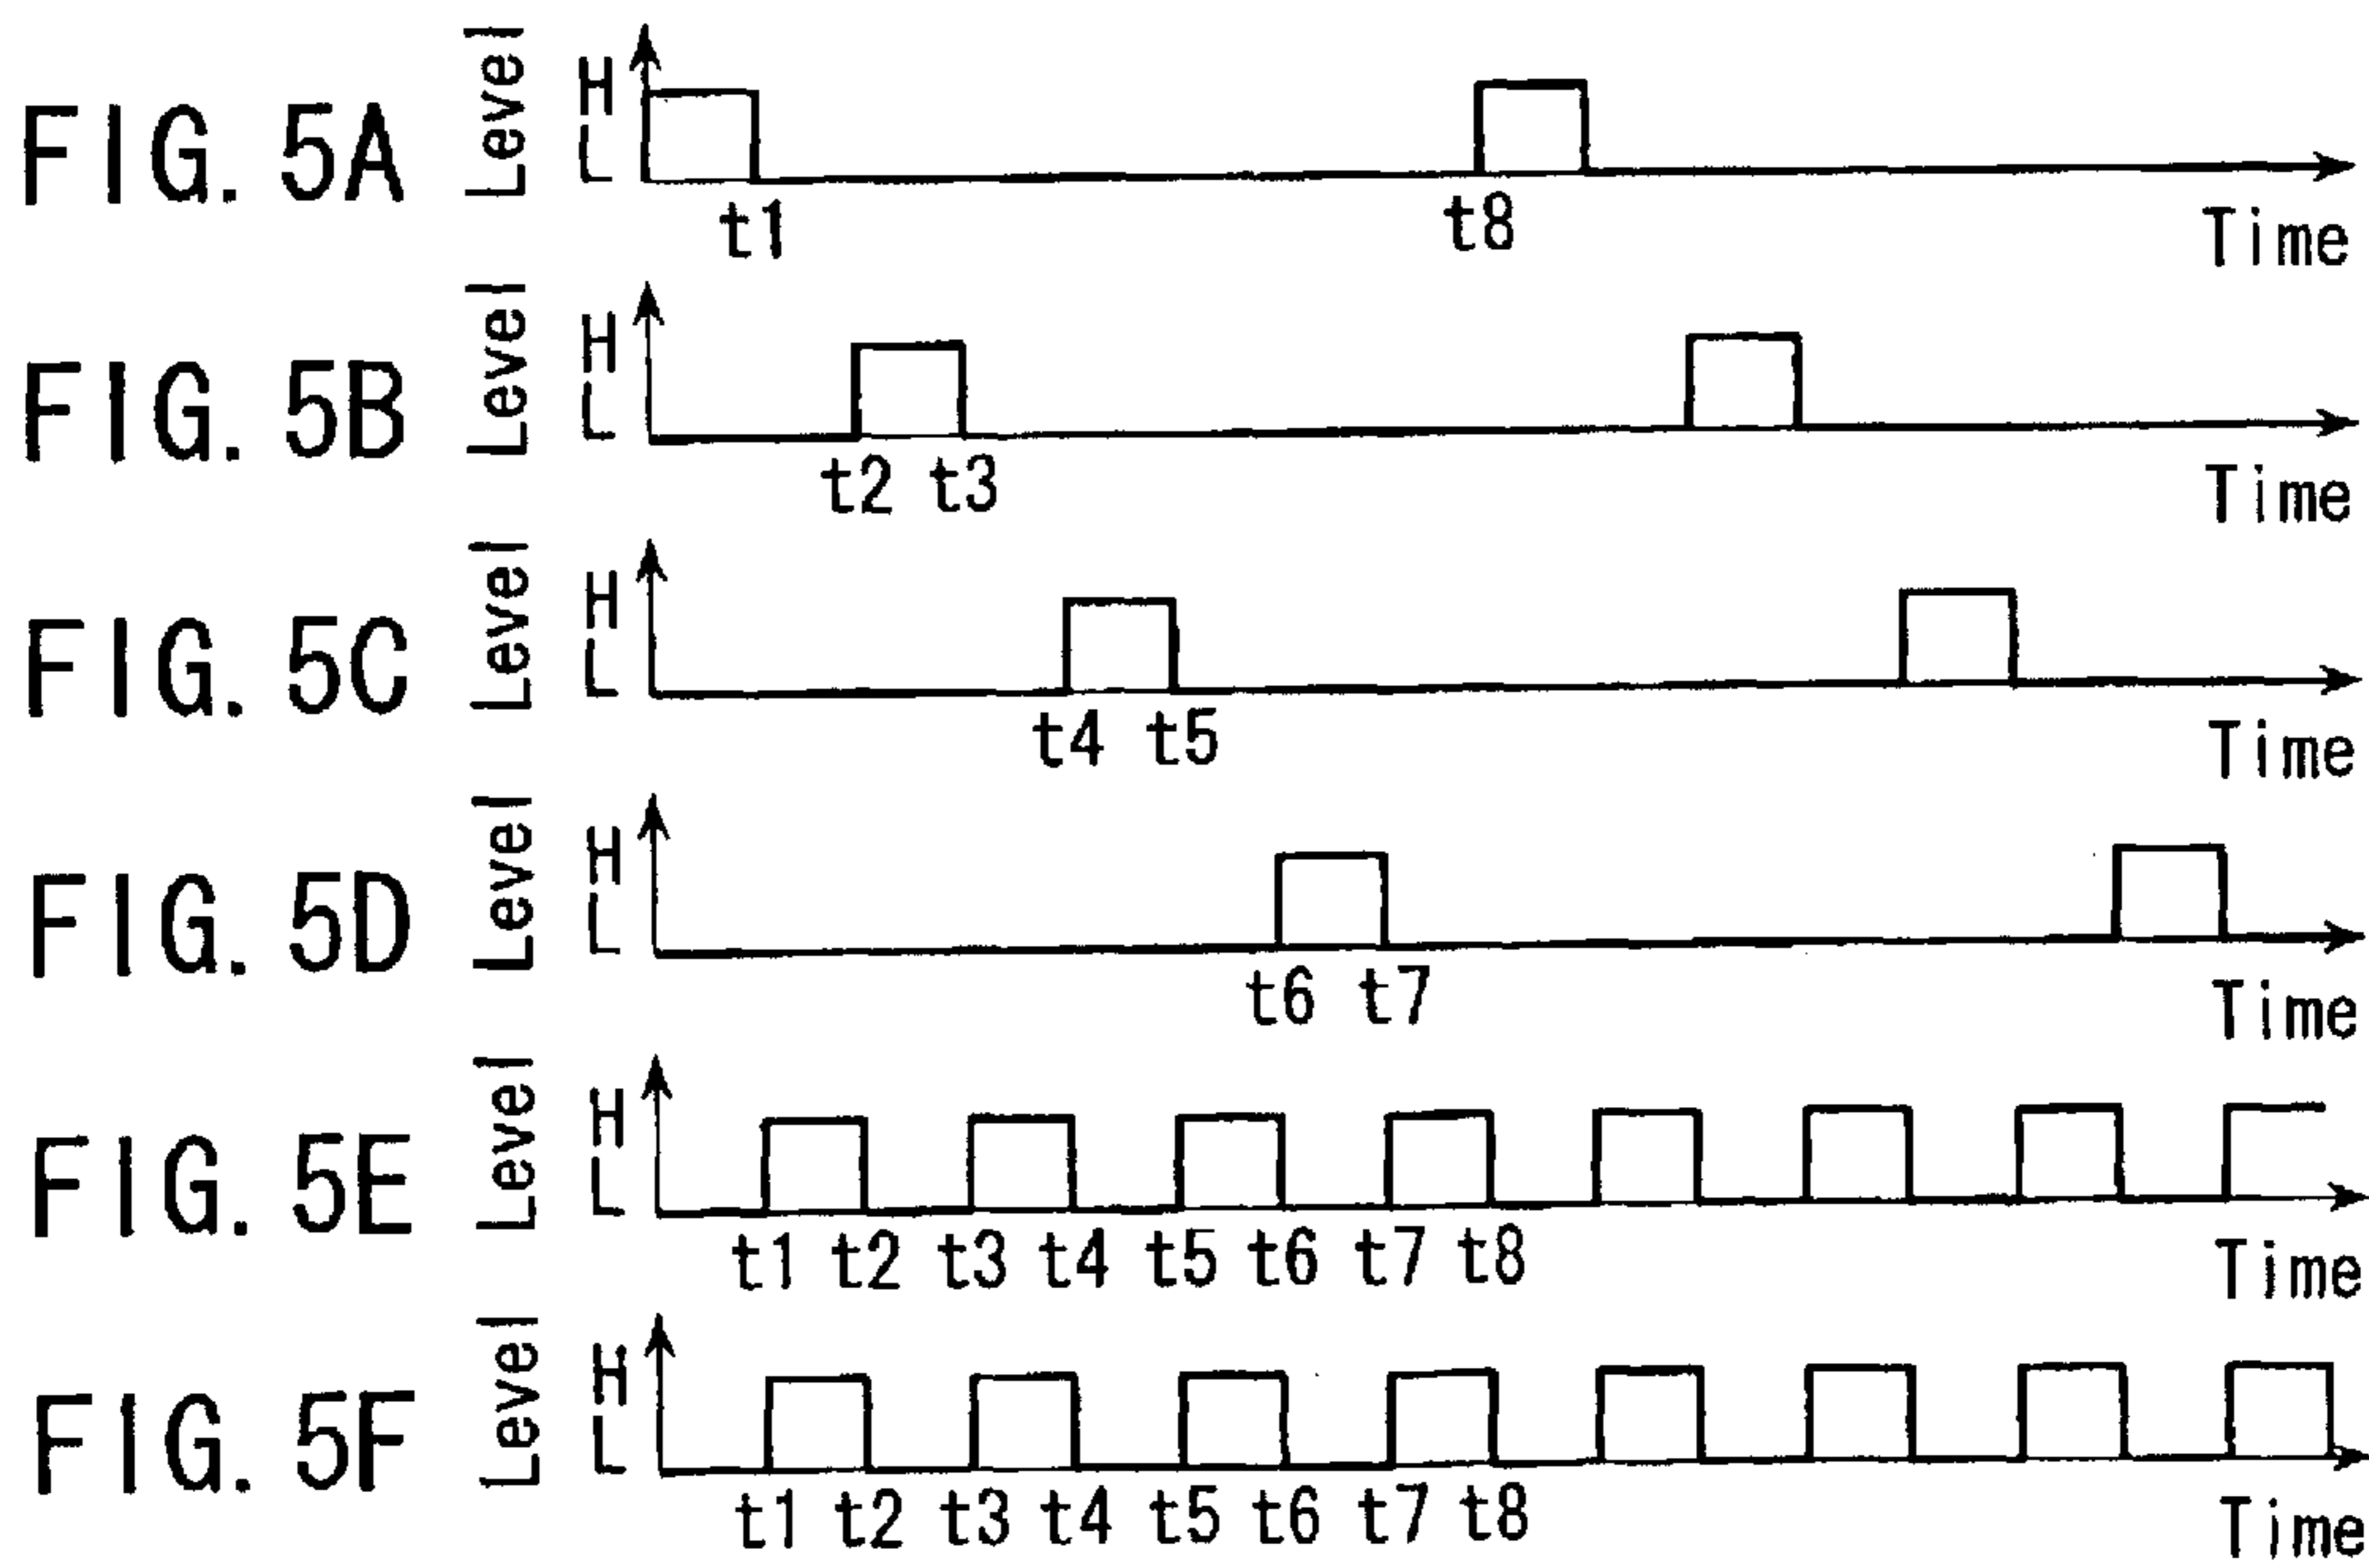 FIG. 5A Level H L
t1 t8 Time
FIG. 5B Level H L
t2 t3 Time
FIG. 5C Level H L
t4 t5 Time
FIG. 5D Level H L
t6 t7 Time
FIG. 5E Level H L
t1 t2 t3 t4 t5 t6 t7 t8 Time
FIG. 5F Level H L
t1 t2 t3 t4 t5 t6 t7 t8 Time